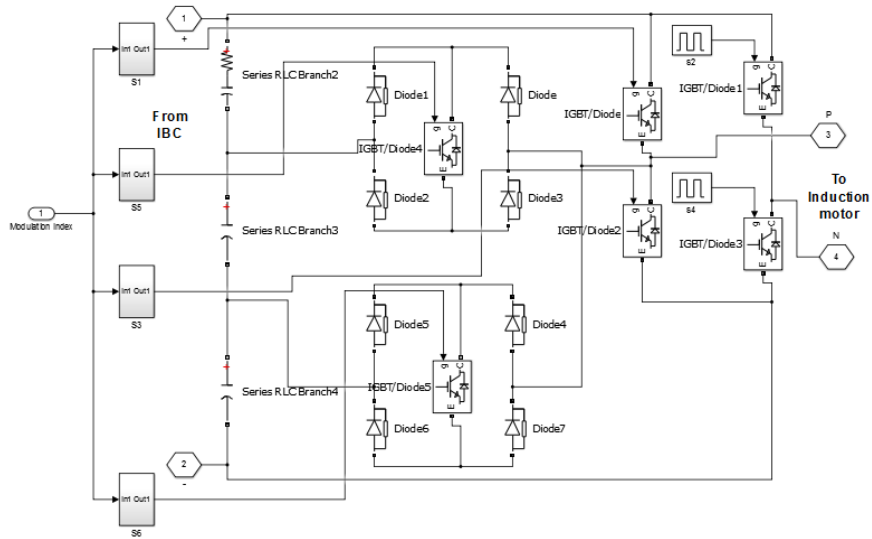 1
+
In1 Out1
S1
Series RLC Branch2
Diode1
Diode
IGBT/Diode
s2
g C
E
IGBT/Diode1
g C
E
From
IBC
IGBT/Diode4
g C
E
P
3
In1 Out1
S5
Diode2
Diode3
To
Induction
motor
1
Modulation Index
Series RLC Branch3
IGBT/Diode2
g C
E
s4
IGBT/Diode3
g C
E
N
4
In1 Out1
S3
Diode5
Diode4
Series RLC Branch4
IGBT/Diode5
g C
E
Diode6
Diode7
2
-
In1 Out1
S6
g C
E